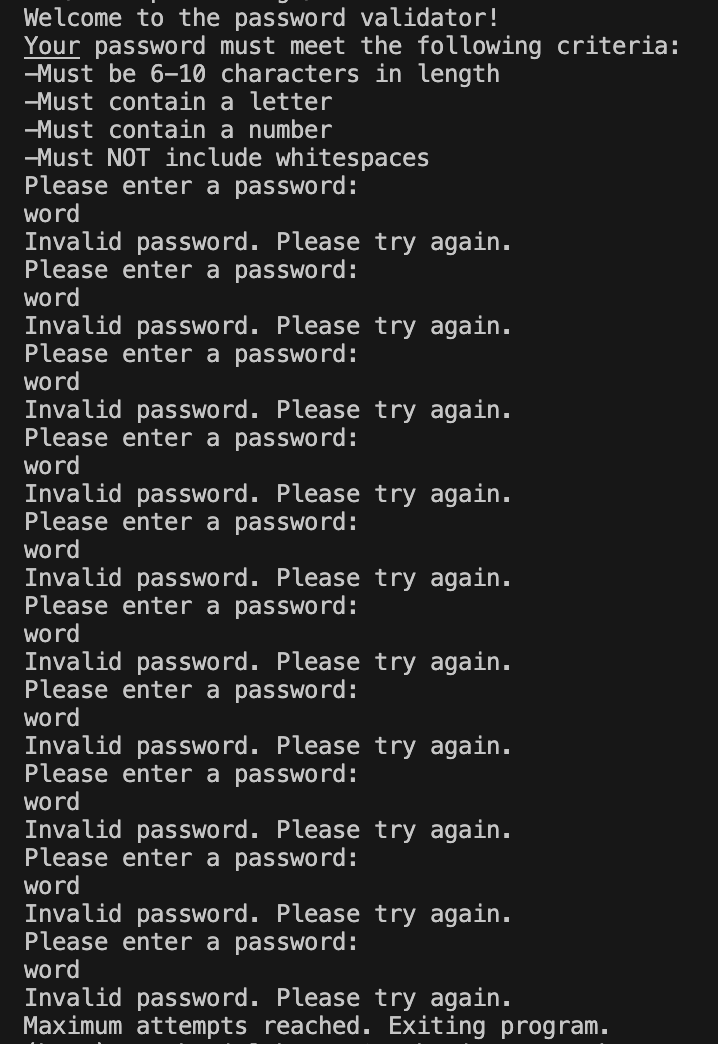 Welcome to the password validator!
Your password must meet the following criteria:
-Must be 6-10 characters in length
-Must contain a letter
-Must contain a number
-Must NOT include whitespaces
Please enter a password:
word
Invalid password. Please try again.
Please enter a password:
word
Invalid password. Please try again.
Please enter a password:
word
Invalid password. Please try again.
Please enter a password:
word
Invalid password. Please try again.
Please enter a password:
word
Invalid password. Please try again.
Please enter a password:
word
Invalid password. Please try again.
Please enter a password:
word
Invalid password. Please try again.
Please enter a password:
word
Invalid password. Please try again.
Please enter a password:
word
Invalid password. Please try again.
Please enter a password:
word
Invalid password. Please try again.
Maximum attempts reached. Exiting program.